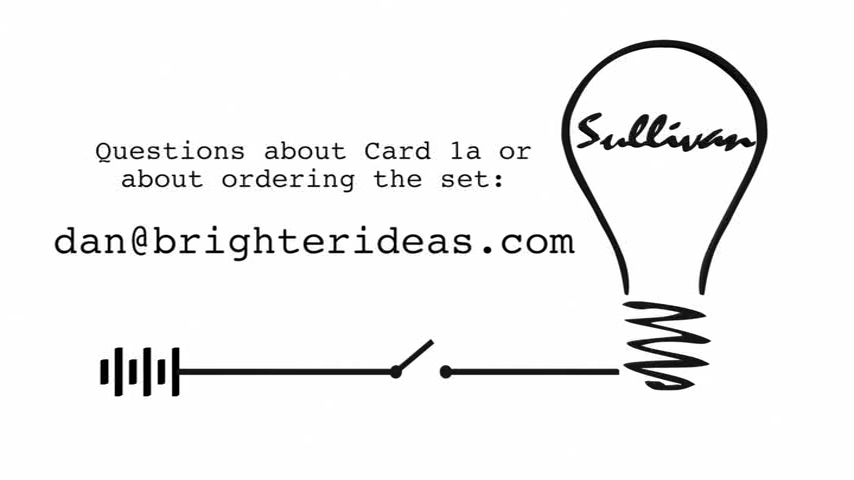 Questions about Card 1a or
about ordering the set:
dan@brighterideas.com
Sullivan